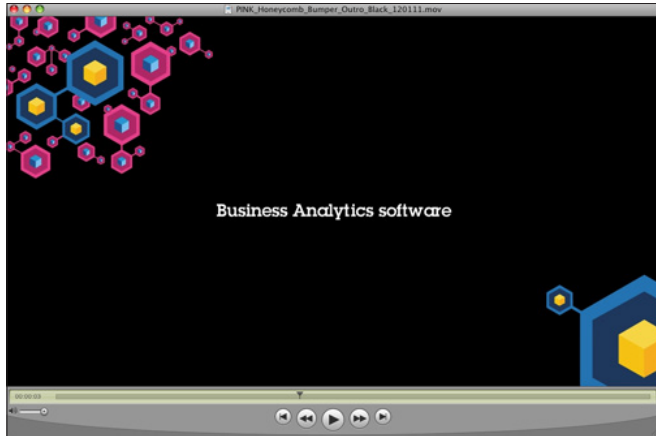 PINK_Honeycomb_Bumper_Outro_Black_120111.mov
Business Analytics software
00:00:03